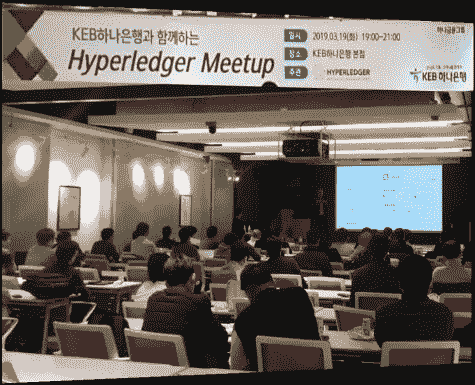 KEB하나은행과 함께하는
Hyperledger Meetup
일시 2019.03.19(화) 19:00~21:00
장소 KEB하나은행 본점
주관 HYPERLEDGER
하나금융그룹
KEB 하나은행